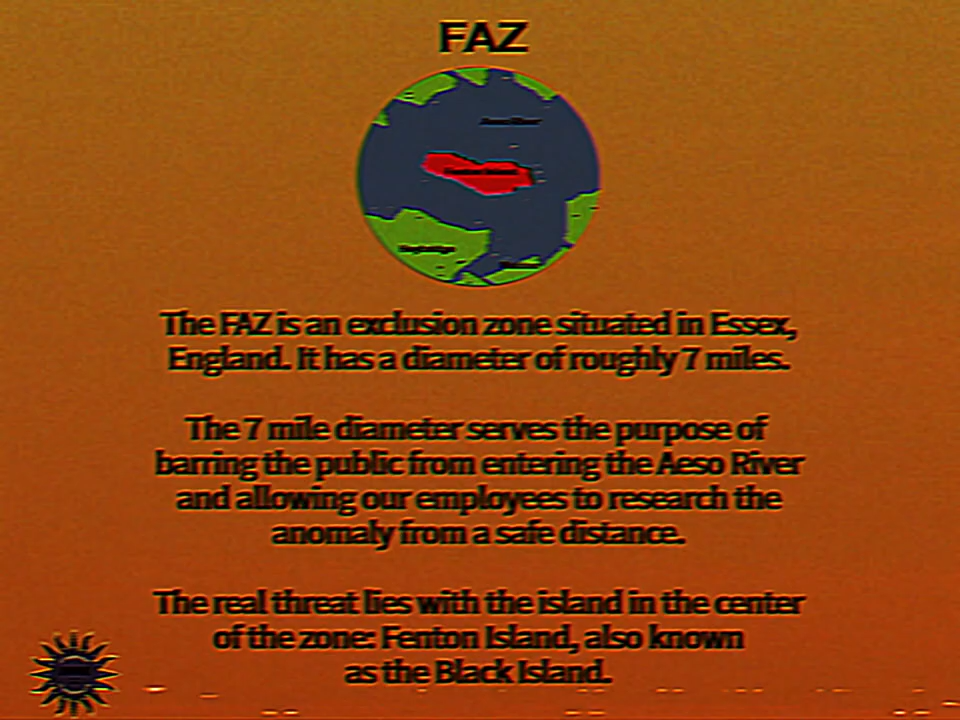 FAZ
The FAZ is an exclusion zone situated in Essex,
England. It has a diameter of roughly 7 miles.
The 7 mile diameter serves the purpose of
barring the public from entering the Aeso River
and allowing our employees to research the
anomaly from a safe distance.
The real threat lies with the island in the center
of the zone: Fenton Island, also known
as the Black Island.